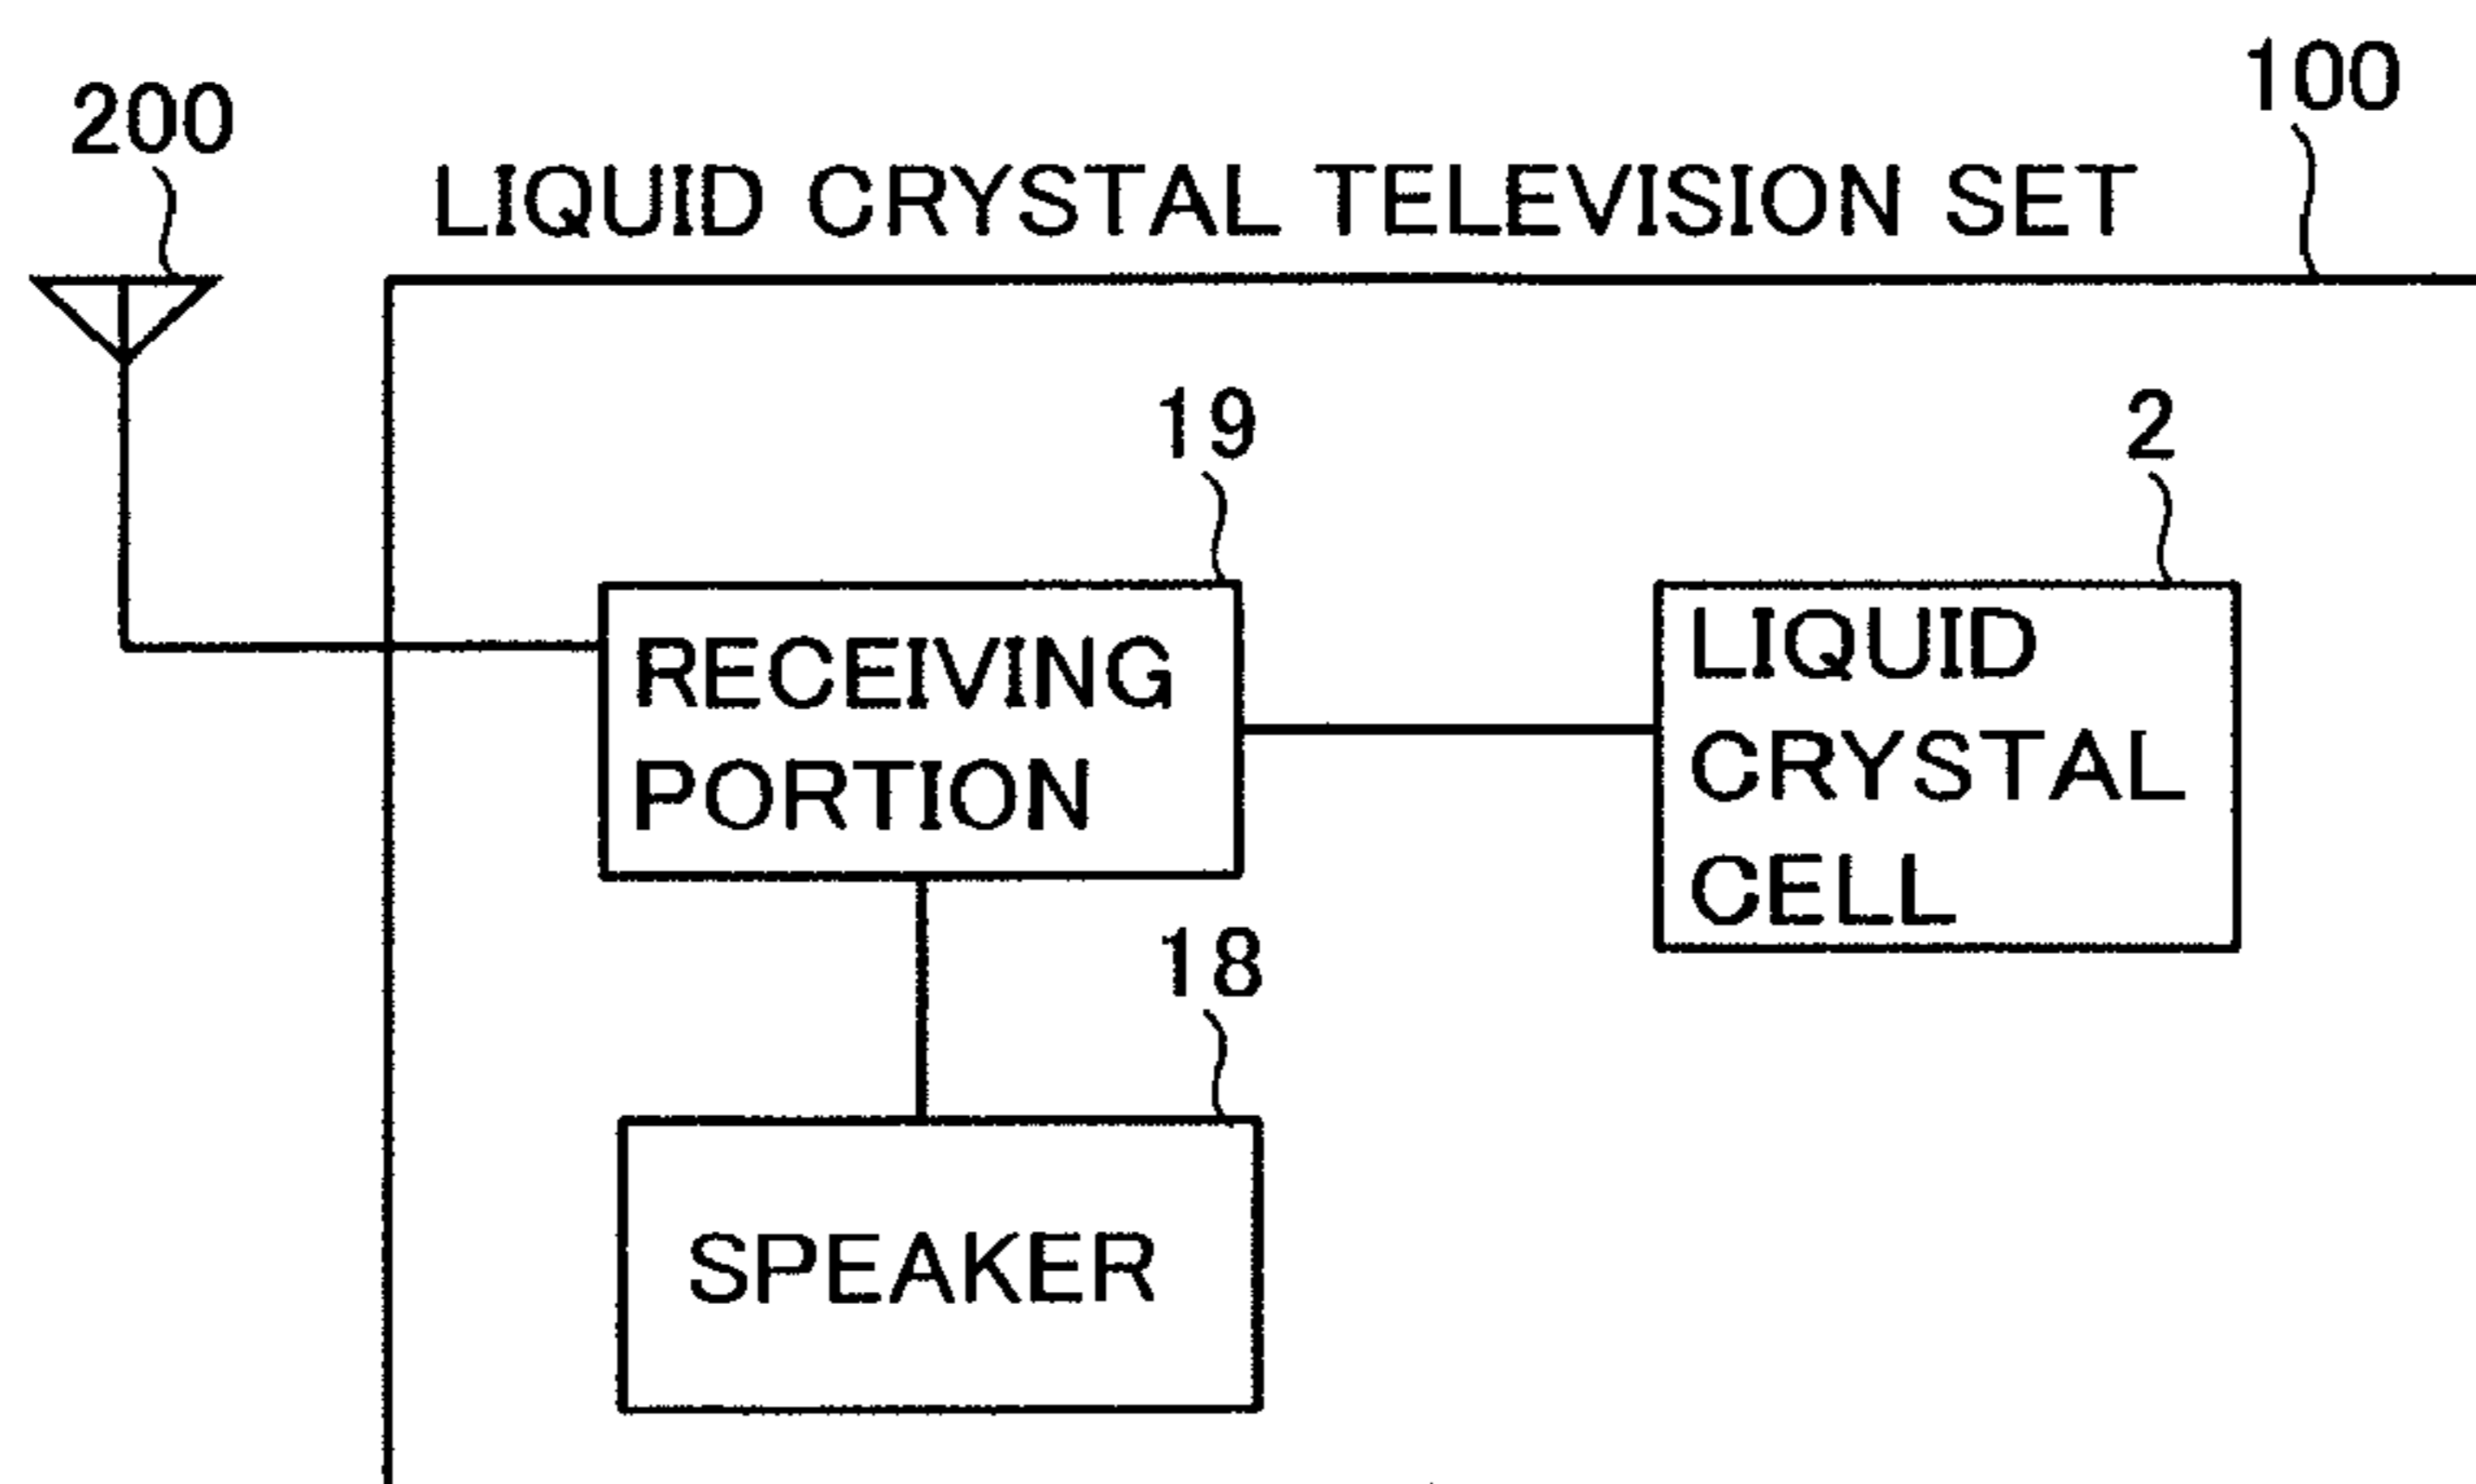 200
100
LIQUID CRYSTAL TELEVISION SET
19
2
RECEIVING
PORTION
LIQUID
CRYSTAL
CELL
18
SPEAKER